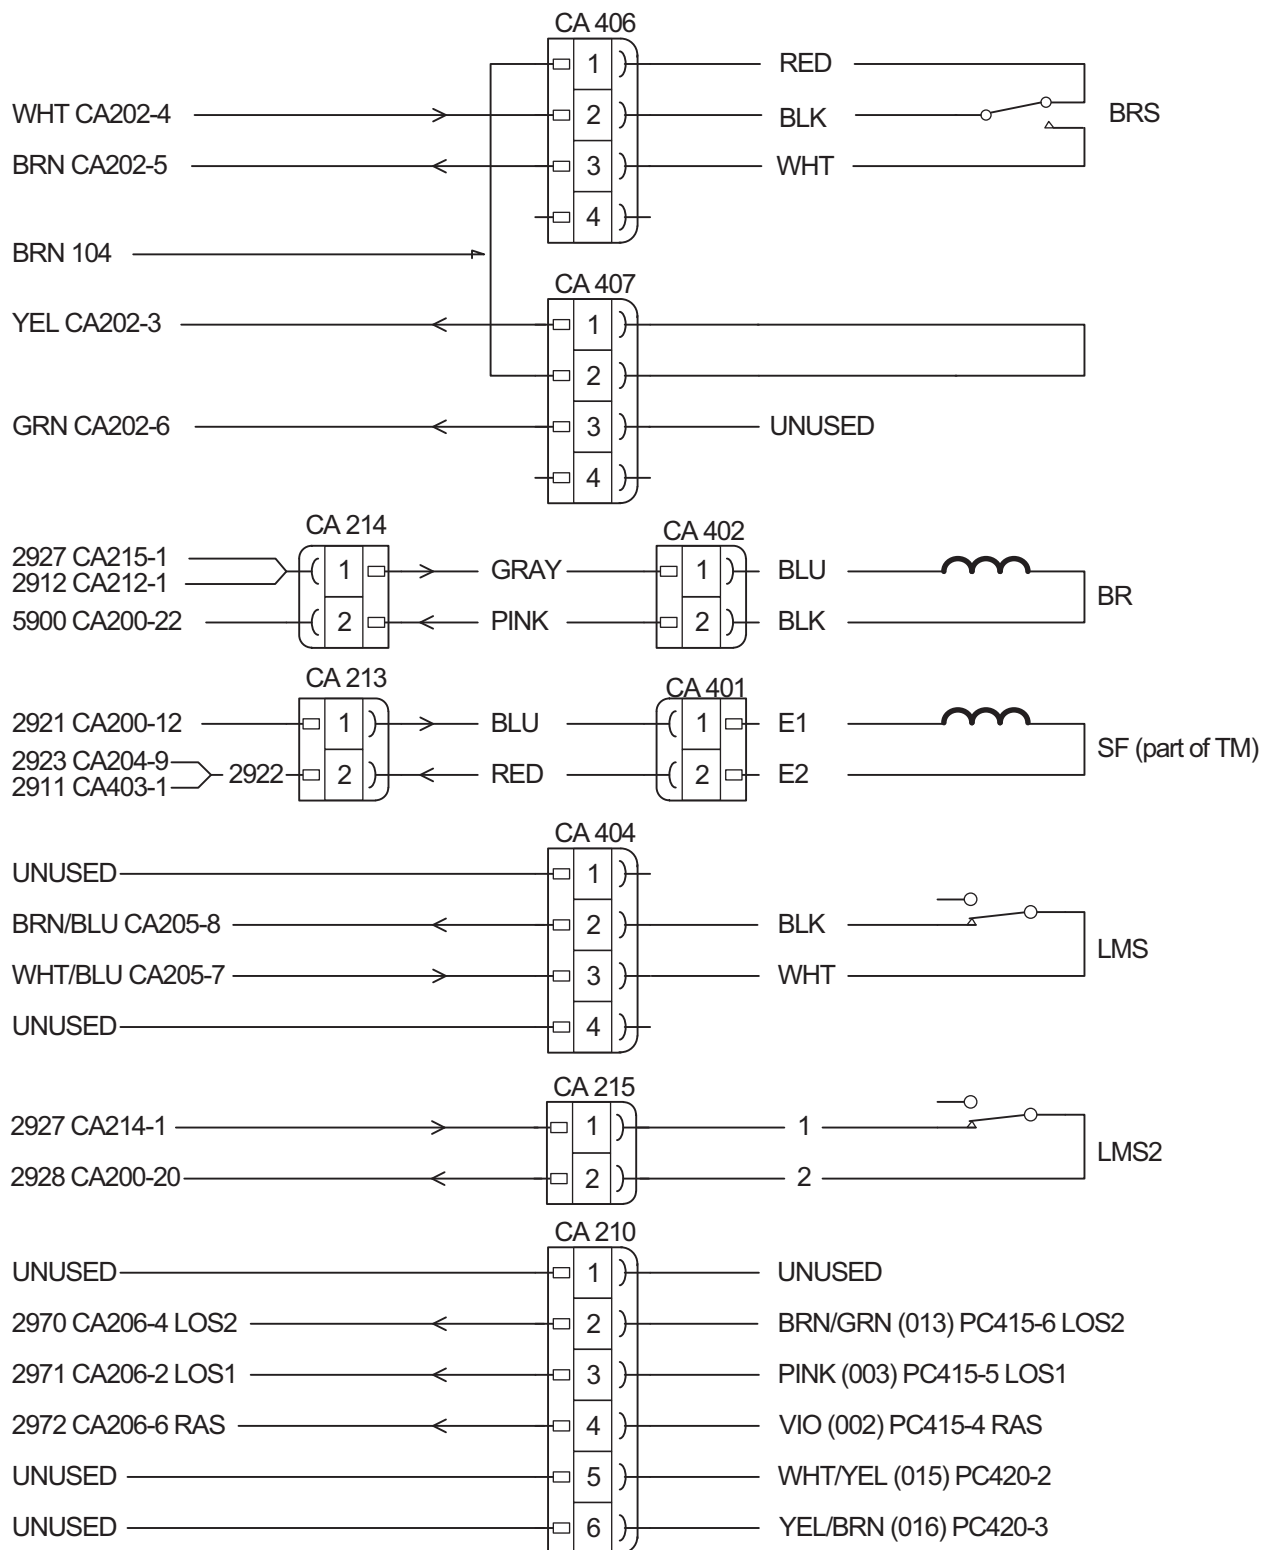 CA 406
1 RED
WHT CA202-4 2 BLK BRS
BRN CA202-5 3 WHT
4
BRN 104
CA 407
YEL CA202-3 1
2
GRN CA202-6 3 UNUSED
4
CA 214 CA 402
2927 CA215-1
2912 CA212-1 1 GRAY 1 BLU
BR
5900 CA200-22 2 PINK 2 BLK
CA 213 CA 401
2921 CA200-12 1 BLU 1 E1
SF (part of TM)
2923 CA204-9
2911 CA403-1 2922 2 RED 2 E2
CA 404
UNUSED 1
BRN/BLU CA205-8 2 BLK
LMS
WHT/BLU CA205-7 3 WHT
UNUSED 4
CA 215
2927 CA214-1 1 1
LMS2
2928 CA200-20 2 2
CA 210
UNUSED 1 UNUSED
2970 CA206-4 LOS2 2 BRN/GRN (013) PC415-6 LOS2
2971 CA206-2 LOS1 3 PINK (003) PC415-5 LOS1
2972 CA206-6 RAS 4 VIO (002) PC415-4 RAS
UNUSED 5 WHT/YEL (015) PC420-2
UNUSED 6 YEL/BRN (016) PC420-3